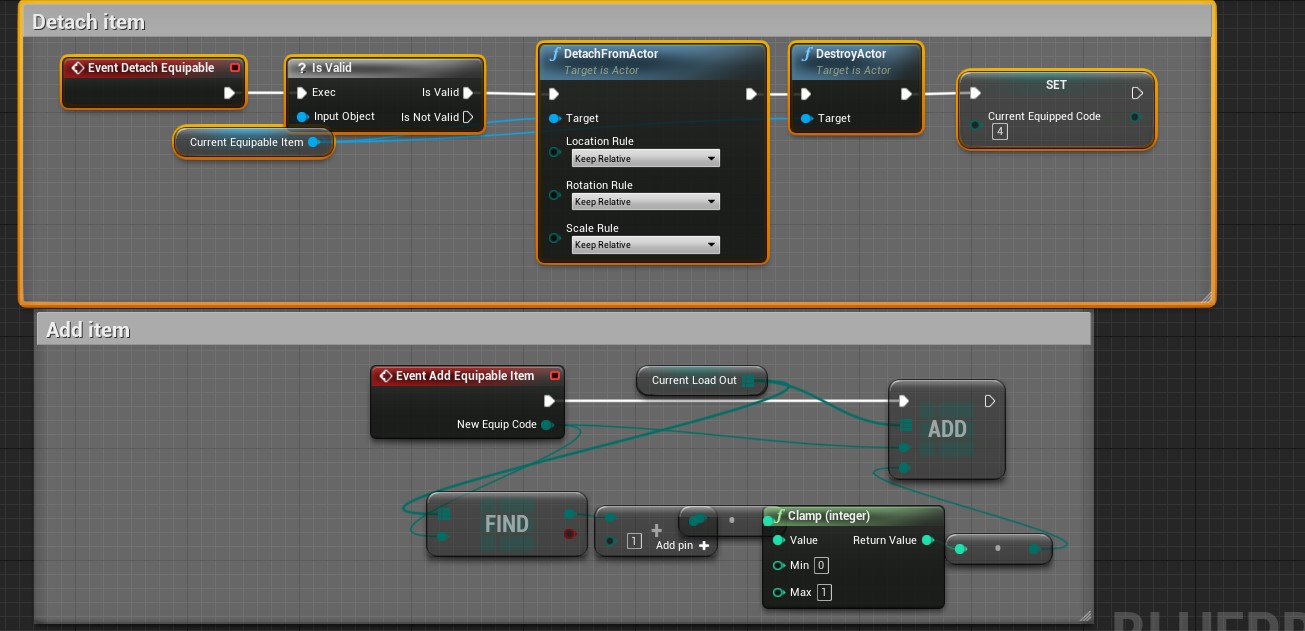 Detach item
Event Detach Equipable
? Is Valid
Exec
Is Valid
Input Object
Is Not Valid
Current Equipable Item
f DetachFromActor
Target is Actor
Target
Location Rule
Keep Relative
Rotation Rule
Keep Relative
Scale Rule
Keep Relative
f DestroyActor
Target is Actor
Target
SET
Current Equipped Code
4
Add item
Event Add Equipable Item
New Equip Code
Current Load Out
ADD
FIND
+
1
Add pin +
f Clamp (integer)
Value
Return Value
Min 0
Max 1